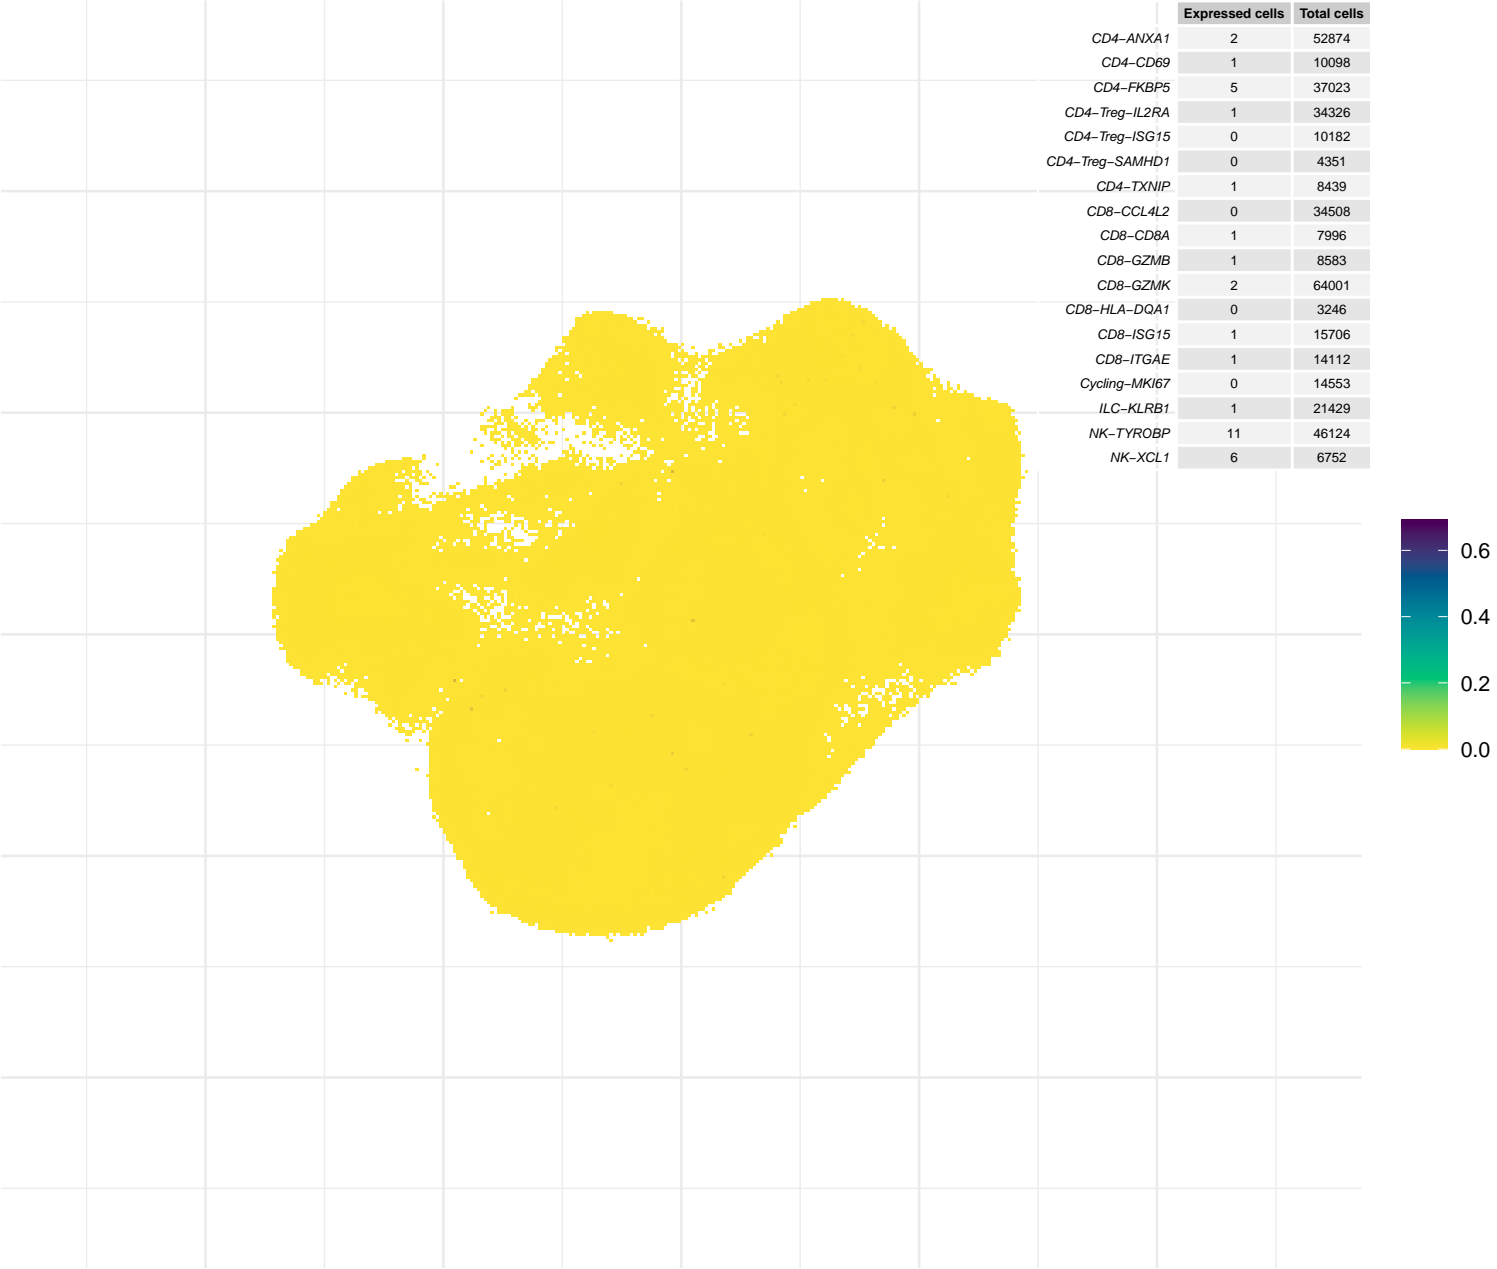 Expressed cells Total cells
CD4−ANXA1 2 52874
CD4−CD69 1 10098
CD4−FKBP5 5 37023
CD4−Treg−IL2RA 1 34326
CD4−Treg−ISG15 0 10182
CD4−Treg−SAMHD1 0 4351
CD4−TXNIP 1 8439
CD8−CCL4L2 0 34508
CD8−CD8A 1 7996
CD8−GZMB 1 8583
CD8−GZMK 2 64001
CD8−HLA−DQA1 0 3246
CD8−ISG15 1 15706
CD8−ITGAE 1 14112
Cycling−MKI67 0 14553
ILC−KLRB1 1 21429
NK−TYROBP 11 46124
NK−XCL1 6 6752
0.6
0.4
0.2
0.0